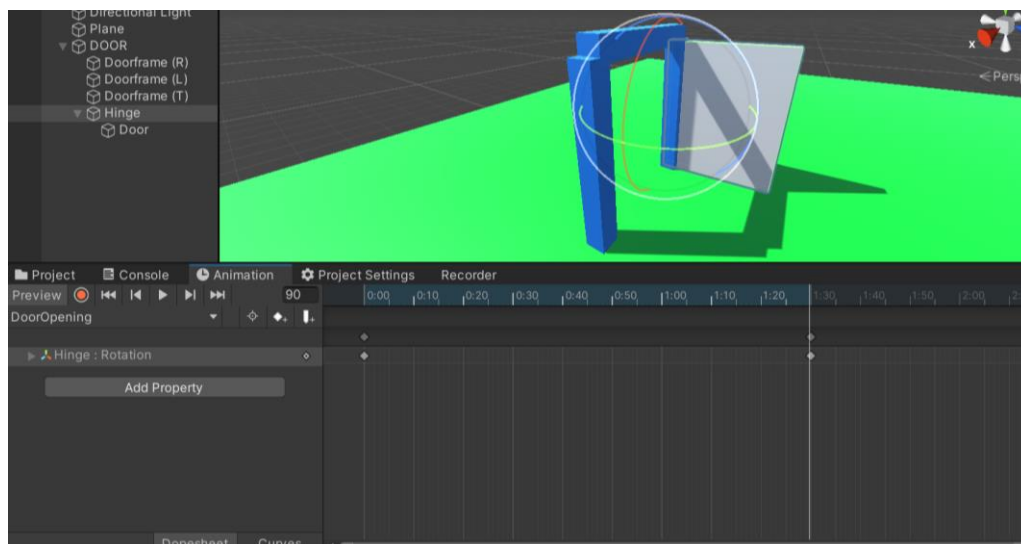 Directional Light
Plane
DOOR
Doorframe (R)
Doorframe (L)
Doorframe (T)
Hinge
Door
x
Persp
Project Console Animation Project Settings Recorder
Preview 90 0:00 0:10 0:20 0:30 0:40 0:50 1:00 1:10 1:20 1:30 1:40 1:50 2:00
DoorOpening
Hinge : Rotation
Add Property
Dopesheet Curves